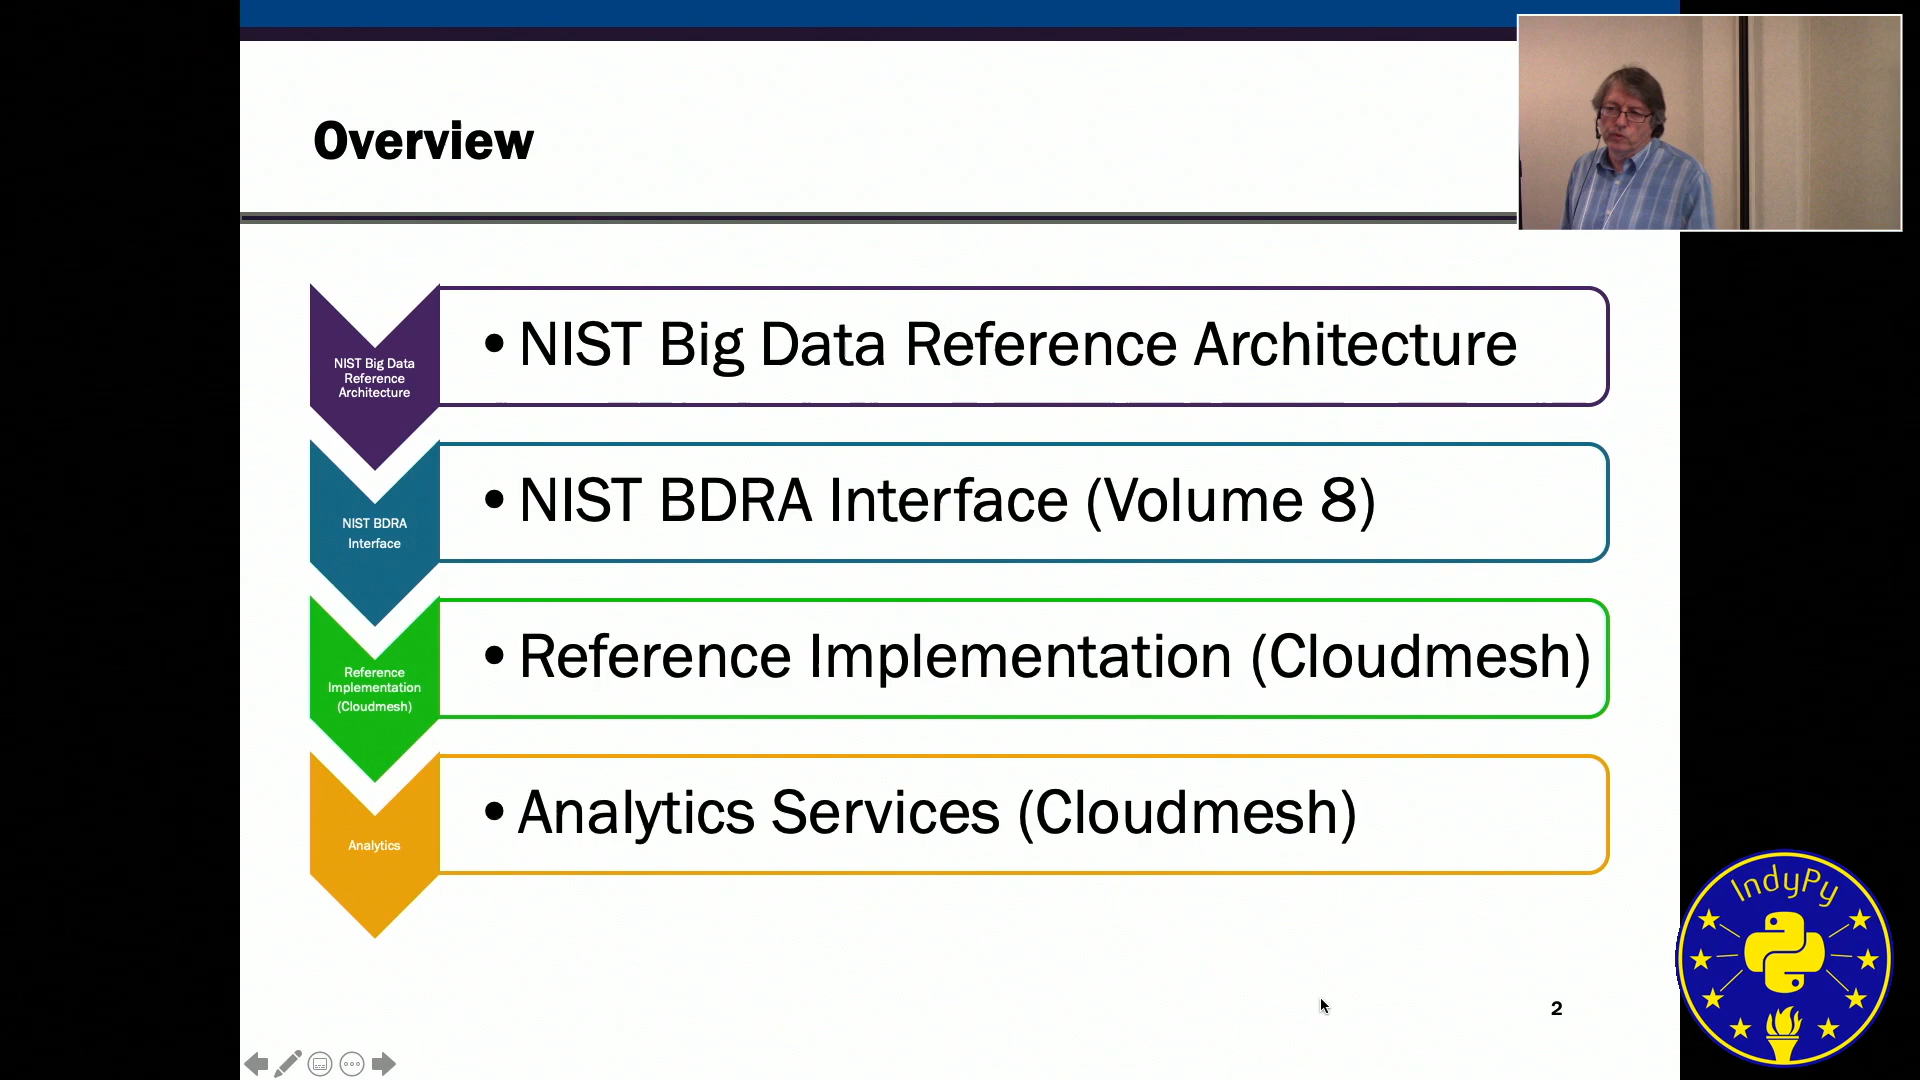 Overview
NIST Big Data
Reference
Architecture
• NIST Big Data Reference Architecture
NIST BDRA
Interface
• NIST BDRA Interface (Volume 8)
Reference
Implementation
(Cloudmesh)
• Reference Implementation (Cloudmesh)
Analytics
• Analytics Services (Cloudmesh)
2
IndyPy